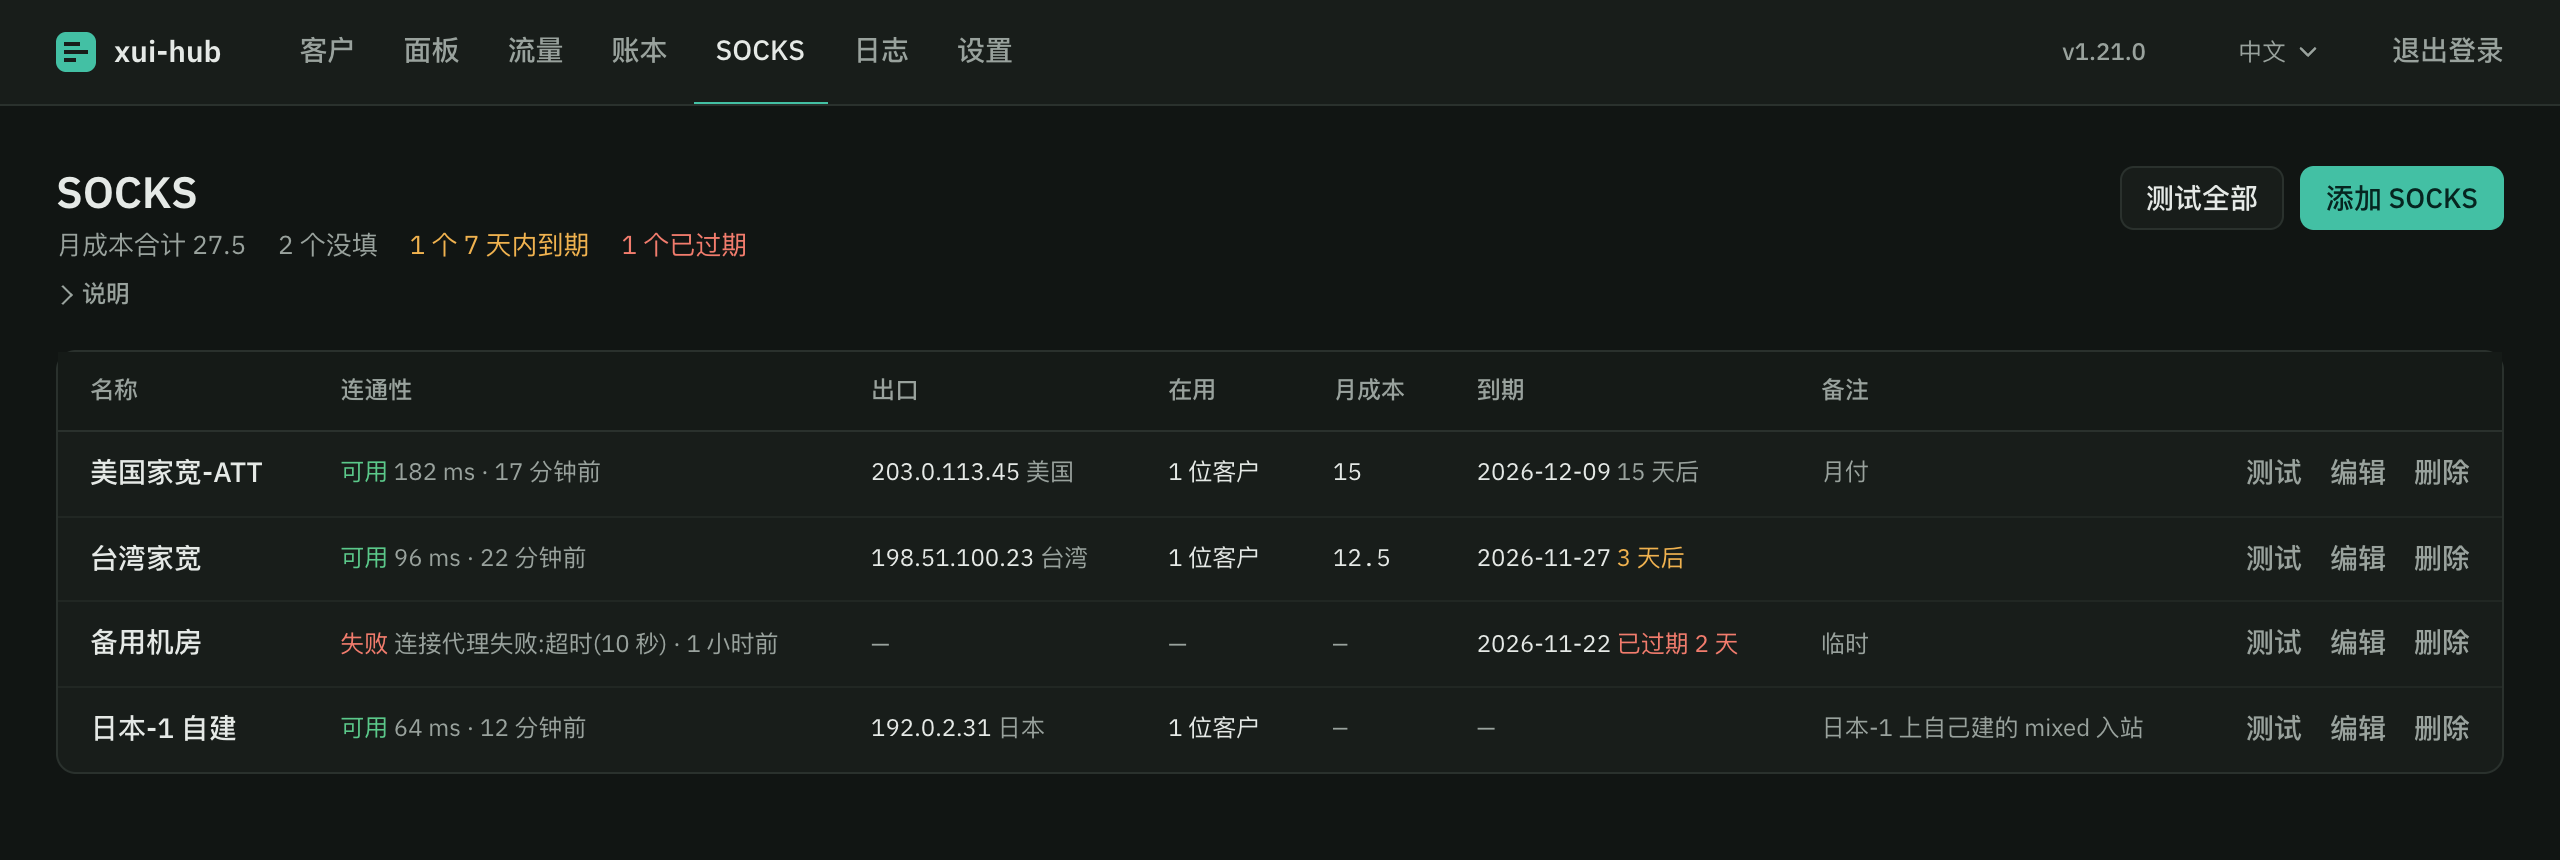 xui-hub 客户 面板 流量 账本 SOCKS 日志 设置 v1.21.0 中文 退出登录
SOCKS 测试全部 添加 SOCKS
月成本合计 27.5 2 个没填 1 个 7 天内到期 1 个已过期
说明
名称 连通性 出口 在用 月成本 到期 备注
美国家宽-ATT 可用 182 ms · 17 分钟前 203.0.113.45 美国 1 位客户 15 2026-12-09 15 天后 月付 测试 编辑 删除
台湾家宽 可用 96 ms · 22 分钟前 198.51.100.23 台湾 1 位客户 12.5 2026-11-27 3 天后 测试 编辑 删除
备用机房 失败 连接代理失败:超时(10 秒) · 1 小时前 — — — 2026-11-22 已过期 2 天 临时 测试 编辑 删除
日本-1 自建 可用 64 ms · 12 分钟前 192.0.2.31 日本 1 位客户 — — 日本-1 上自己建的 mixed 入站 测试 编辑 删除